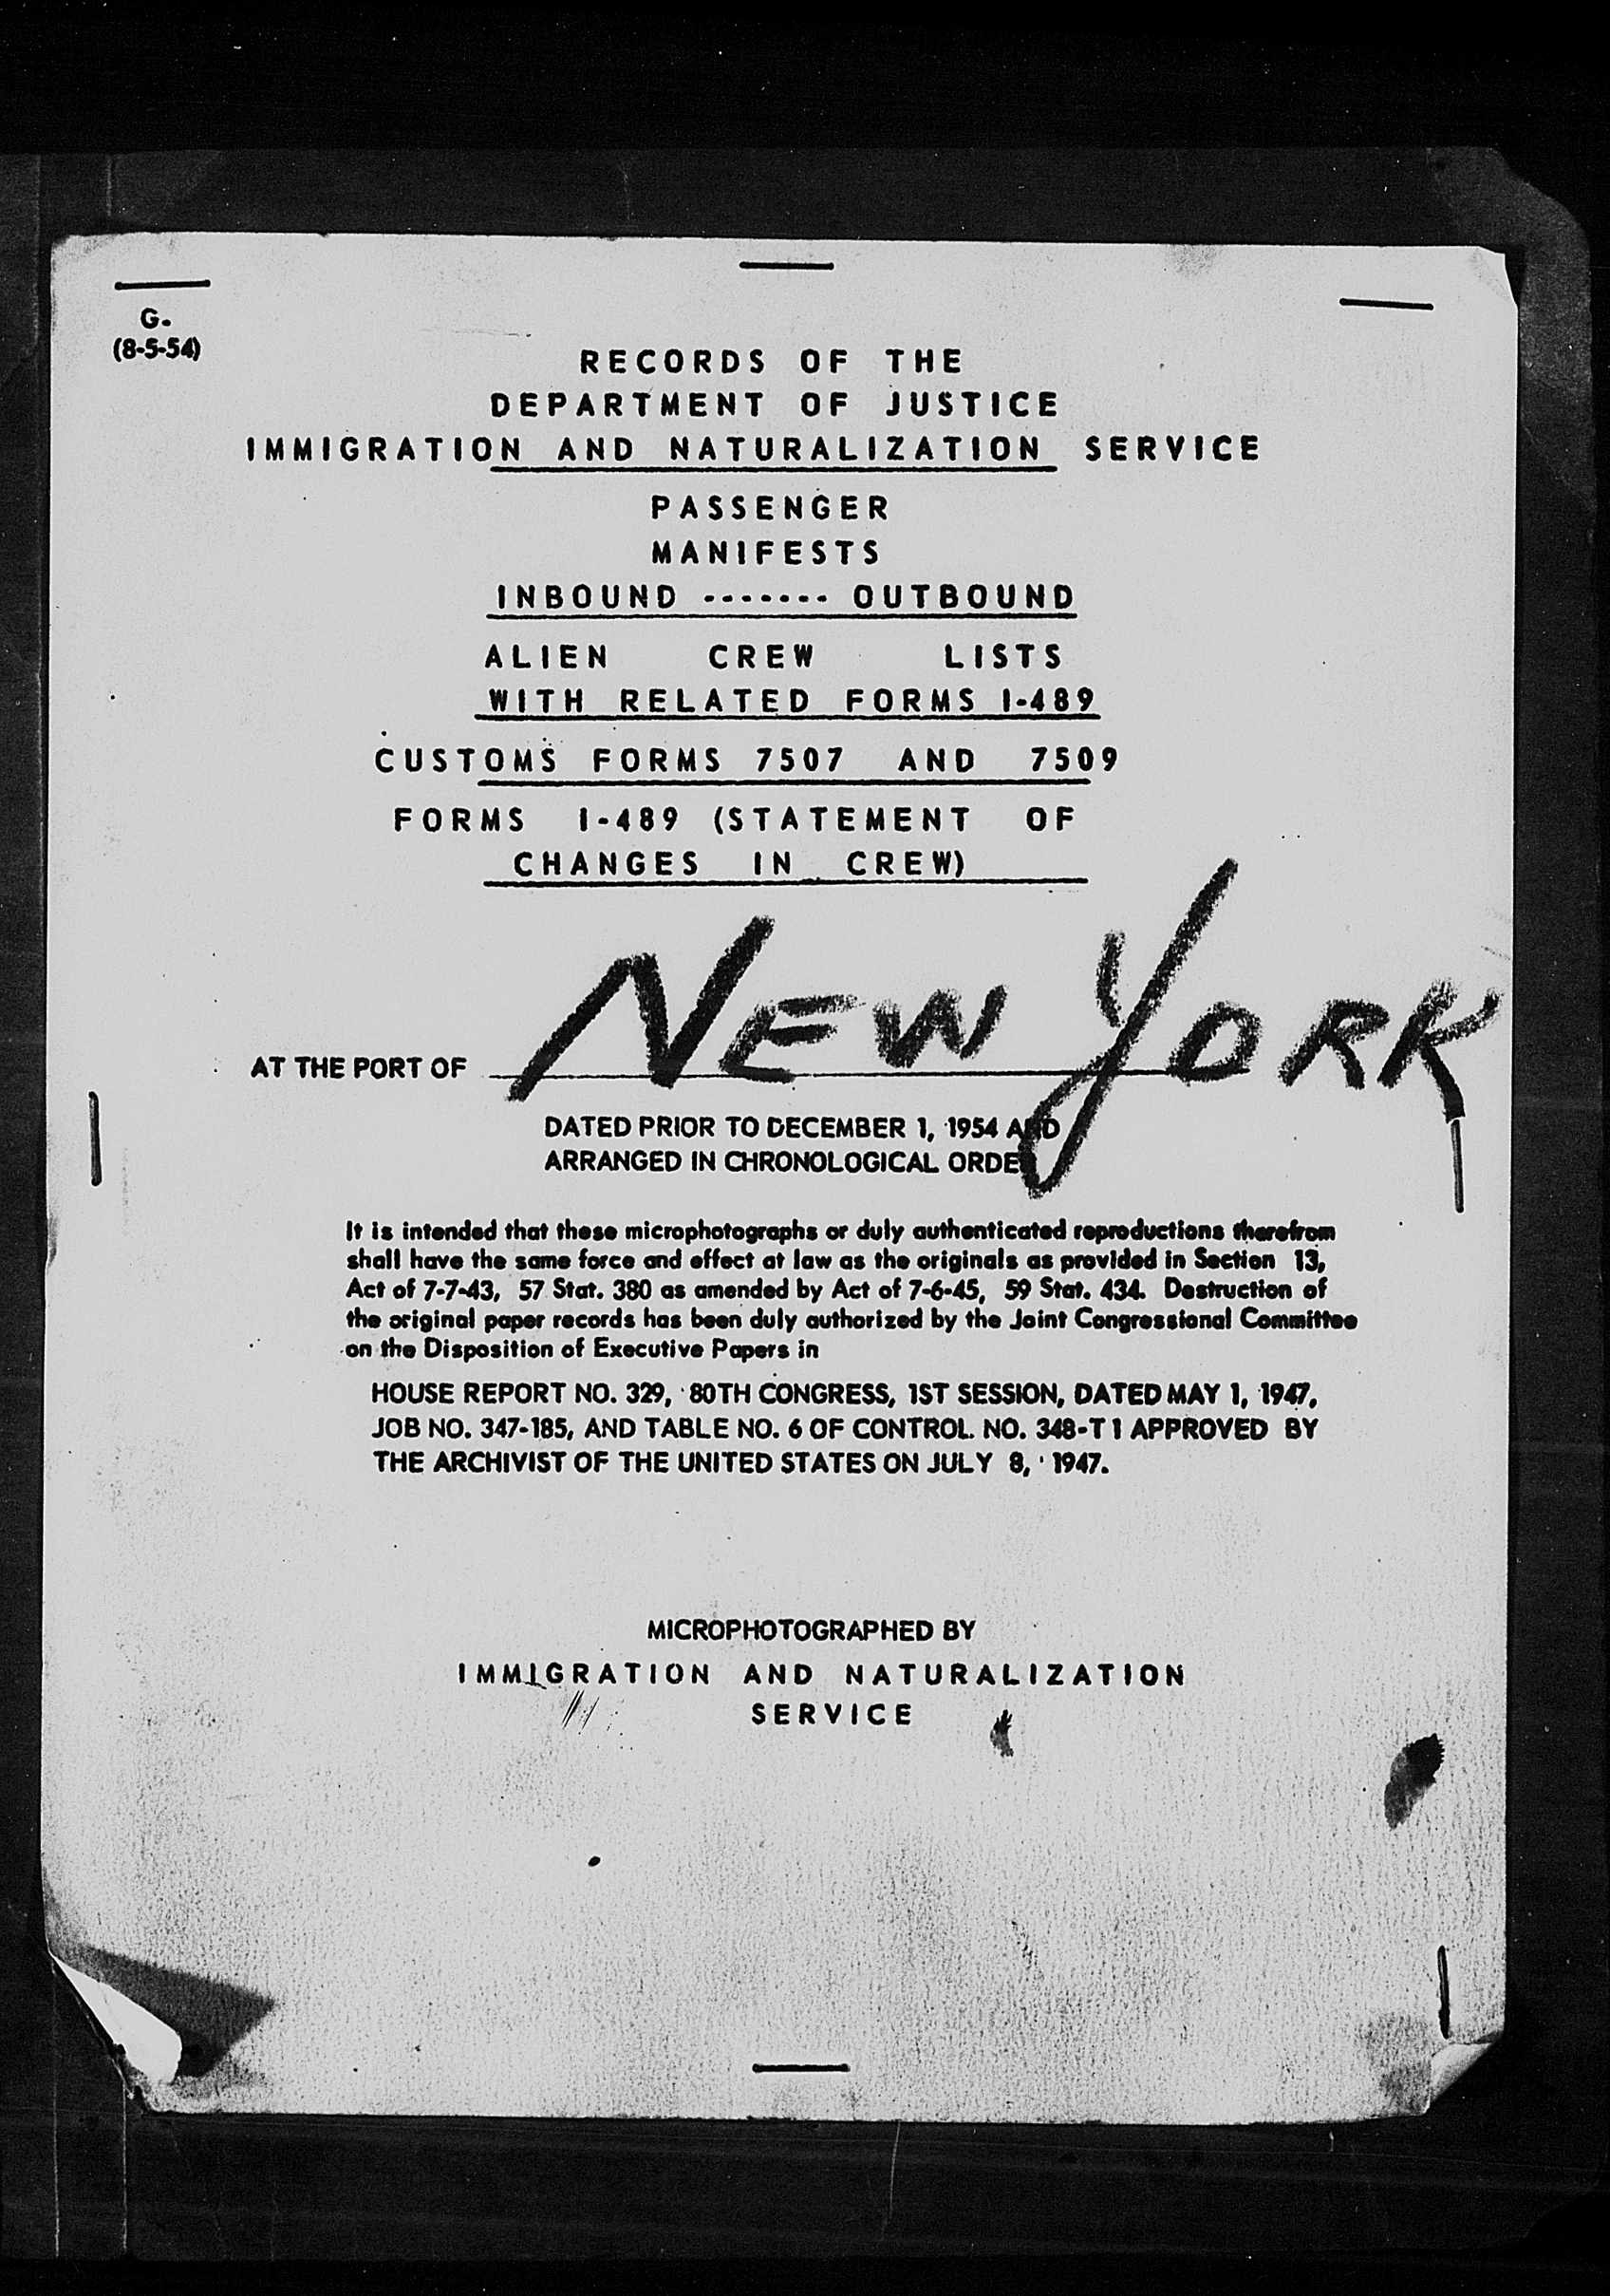 G.
(8-5-54)
RECORDS OF THE
DEPARTMENT OF JUSTICE
IMMIGRATION AND NATURALIZATION SERVICE
PASSENGER
MANIFESTS
INBOUND ------- OUTBOUND
ALIEN CREW LISTS
WITH RELATED FORMS I-489
CUSTOMS FORMS 7507 AND 7509
FORMS I-489 (STATEMENT OF
CHANGES IN CREW)
AT THE PORT OF NEW YORK
DATED PRIOR TO DECEMBER 1, 1954 AND
ARRANGED IN CHRONOLOGICAL ORDER
It is intended that these microphotographs or duly authenticated reproductions therefrom
shall have the same force and effect at law as the originals as provided in Section 13,
Act of 7-7-43, 57 Stat. 380 as amended by Act of 7-6-45, 59 Stat. 434. Destruction of
the original paper records has been duly authorized by the Joint Congressional Committee
on the Disposition of Executive Papers in
HOUSE REPORT NO. 329, 80TH CONGRESS, 1ST SESSION, DATED MAY 1, 1947,
JOB NO. 347-185, AND TABLE NO. 6 OF CONTROL NO. 348-T1 APPROVED BY
THE ARCHIVIST OF THE UNITED STATES ON JULY 8, 1947.
MICROPHOTOGRAPHED BY
IMMIGRATION AND NATURALIZATION
SERVICE